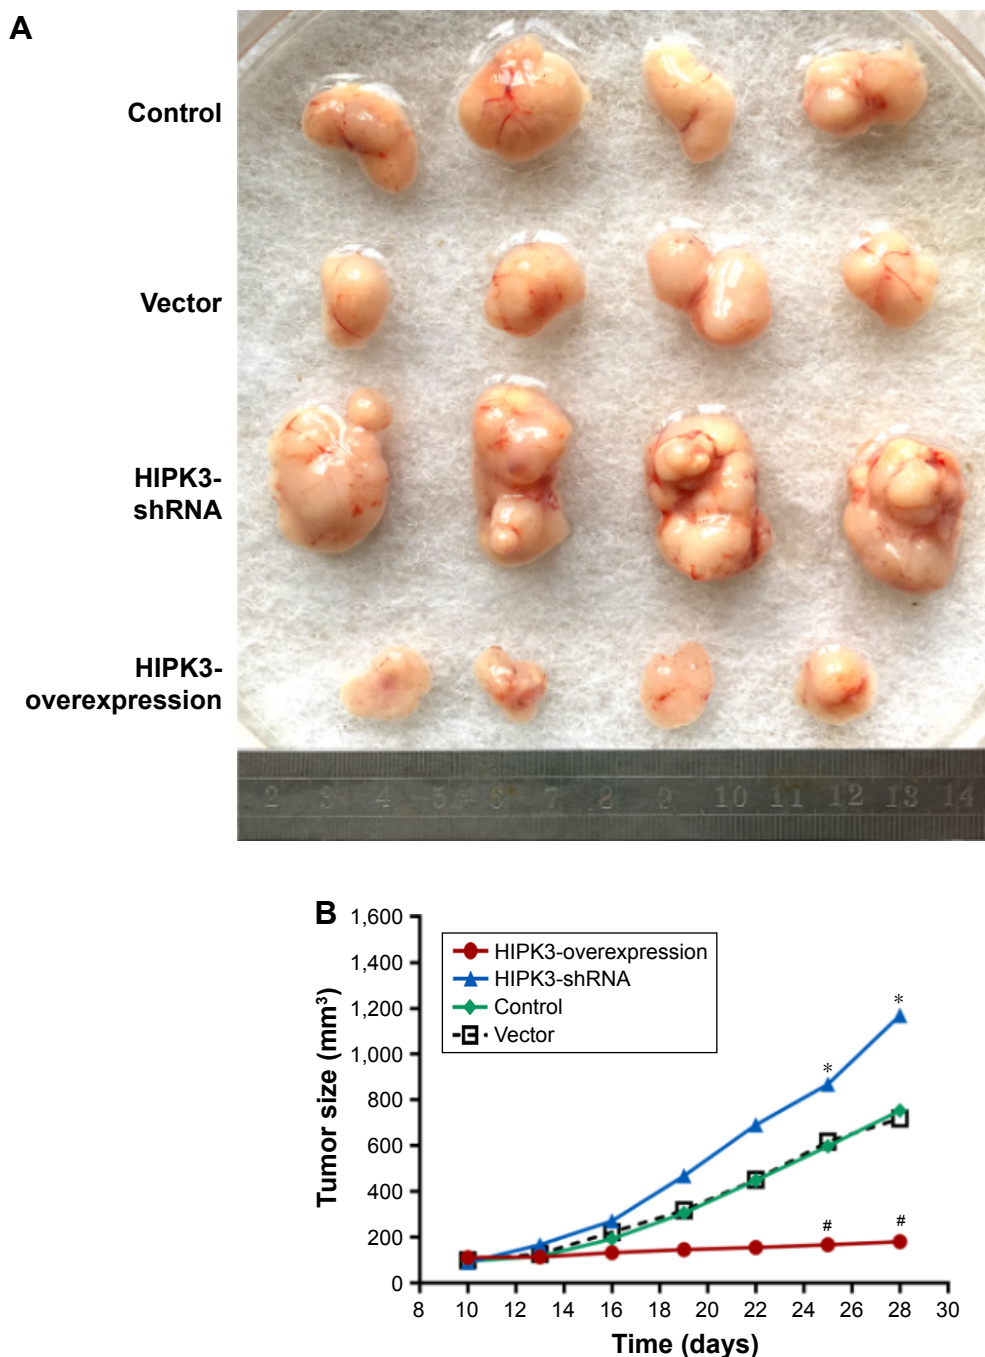 A
Control
Vector
HIPK3-
shRNA
HIPK3-
overexpression
2 3 4 5 6 7 8 9 10 11 12 13 14
B
1,600
1,400
1,200
1,000
800
600
400
200
0
Tumor size (mm³)
HIPK3-overexpression
HIPK3-shRNA
Control
Vector
*
*
#
#
8 10 12 14 16 18 20 22 24 26 28 30
Time (days)